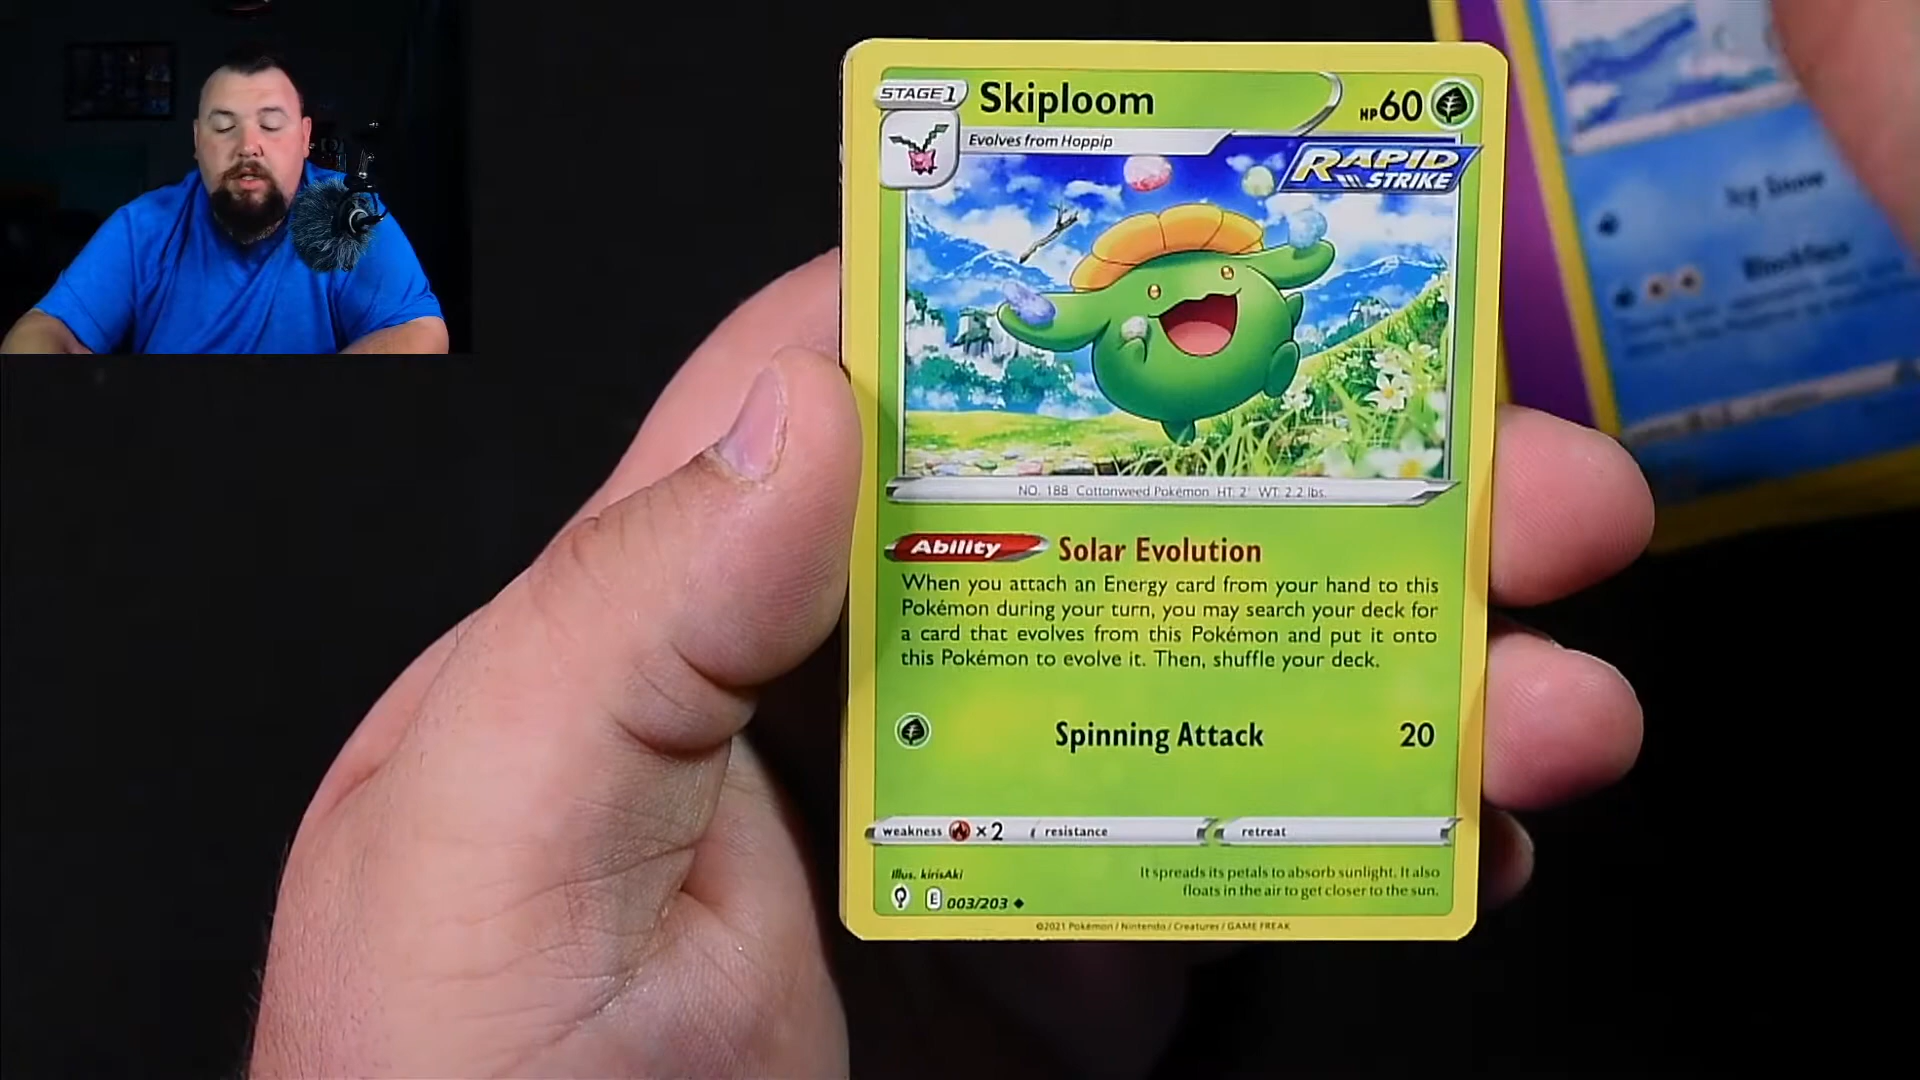 STAGE 1 Skiploom HP 60
Evolves from Hoppip
RAPID STRIKE
NO. 188 Cottonweed Pokémon HT: 2' WT: 2.2 lbs.
Ability Solar Evolution
When you attach an Energy card from your hand to this
Pokémon during your turn, you may search your deck for
a card that evolves from this Pokémon and put it onto
this Pokémon to evolve it. Then, shuffle your deck.
Spinning Attack 20
weakness ×2 resistance retreat
Illus. kirisAki
It spreads its petals to absorb sunlight. It also
floats in the air to get closer to the sun.
E 003/203
©2021 Pokémon / Nintendo / Creatures / GAME FREAK
Icy Snow